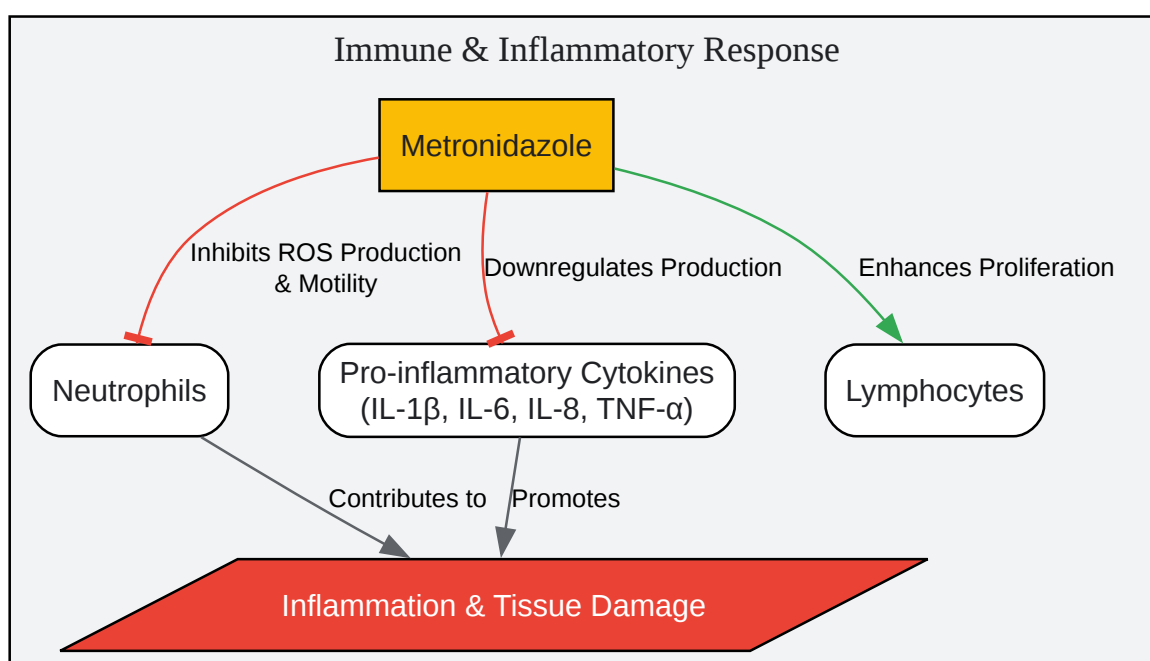 Immune & Inflammatory Response
Metronidazole
Inhibits ROS Production
& Motility
Downregulates Production
Enhances Proliferation
Neutrophils
Pro-inflammatory Cytokines
(IL-1β, IL-6, IL-8, TNF-α)
Lymphocytes
Contributes to
Promotes
Inflammation & Tissue Damage